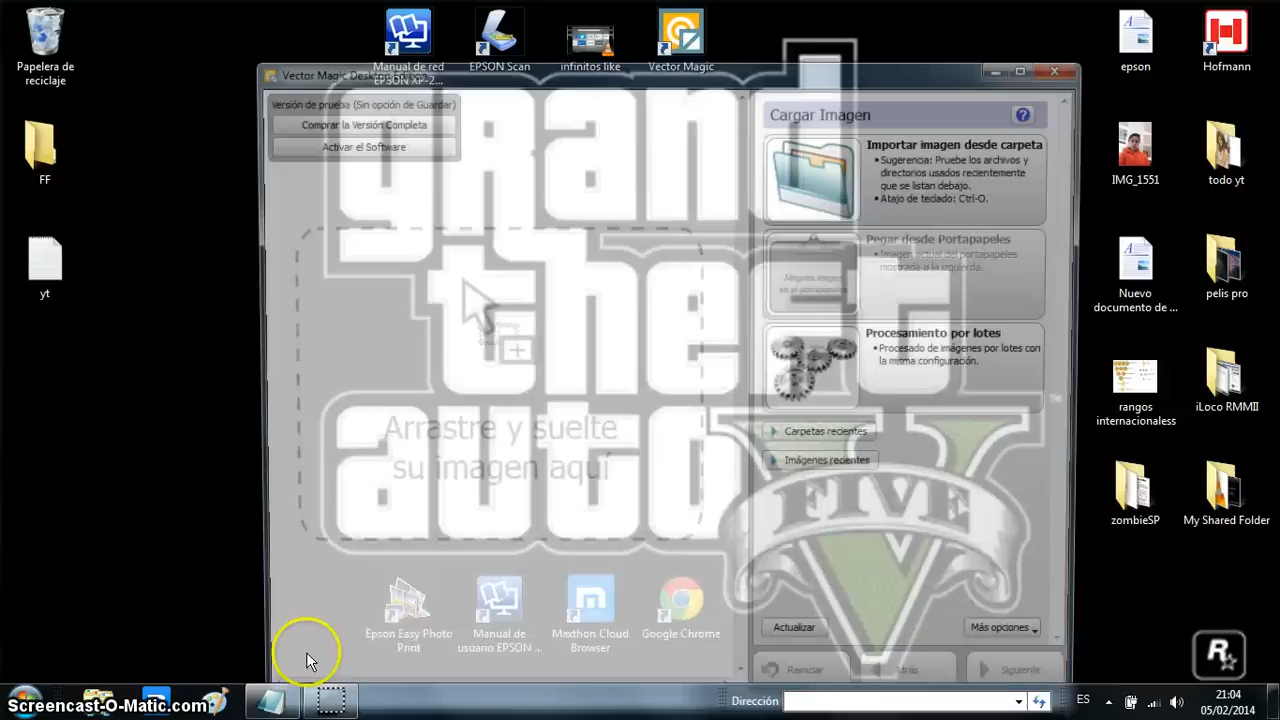 Papelera de
reciclaje
Manual de red
EPSON XP-2...
EPSON Scan
infinitos like
Vector Magic
epson
Hofmann
Vector Magic Desktop
Versión de prueba (Sin opción de Guardar)
Comprar la Versión Completa
Activar el Software
Cargar Imagen
?
Importar imagen desde carpeta
• Sugerencia: Pruebe los archivos y
directorios usados recientemente
que se listan debajo.
• Atajo de teclado: Ctrl-O.
Pegar desde Portapapeles
• Imagen actual del portapapeles
mostrada a la izquierda.
Ninguna imagen
en el portapapeles
Procesamiento por lotes
• Procesado de imágenes por lotes con
la misma configuración.
Carpetas recientes
Imágenes recientes
Arrastre y suelte
su imagen aquí
grand
theft
auto
V
FIVE
FF
yt
IMG_1551
todo yt
Nuevo
documento de ...
pelis pro
rangos
internacionaless
iLoco RMMII
zombieSP
My Shared Folder
Epson Easy Photo
Print
Manual de
usuario EPSON ...
Maxthon Cloud
Browser
Google Chrome
Actualizar
Más opciones
Reiniciar
Atrás
Siguiente
R
Screencast-O-Matic.com
Dirección
ES
21:04
05/02/2014